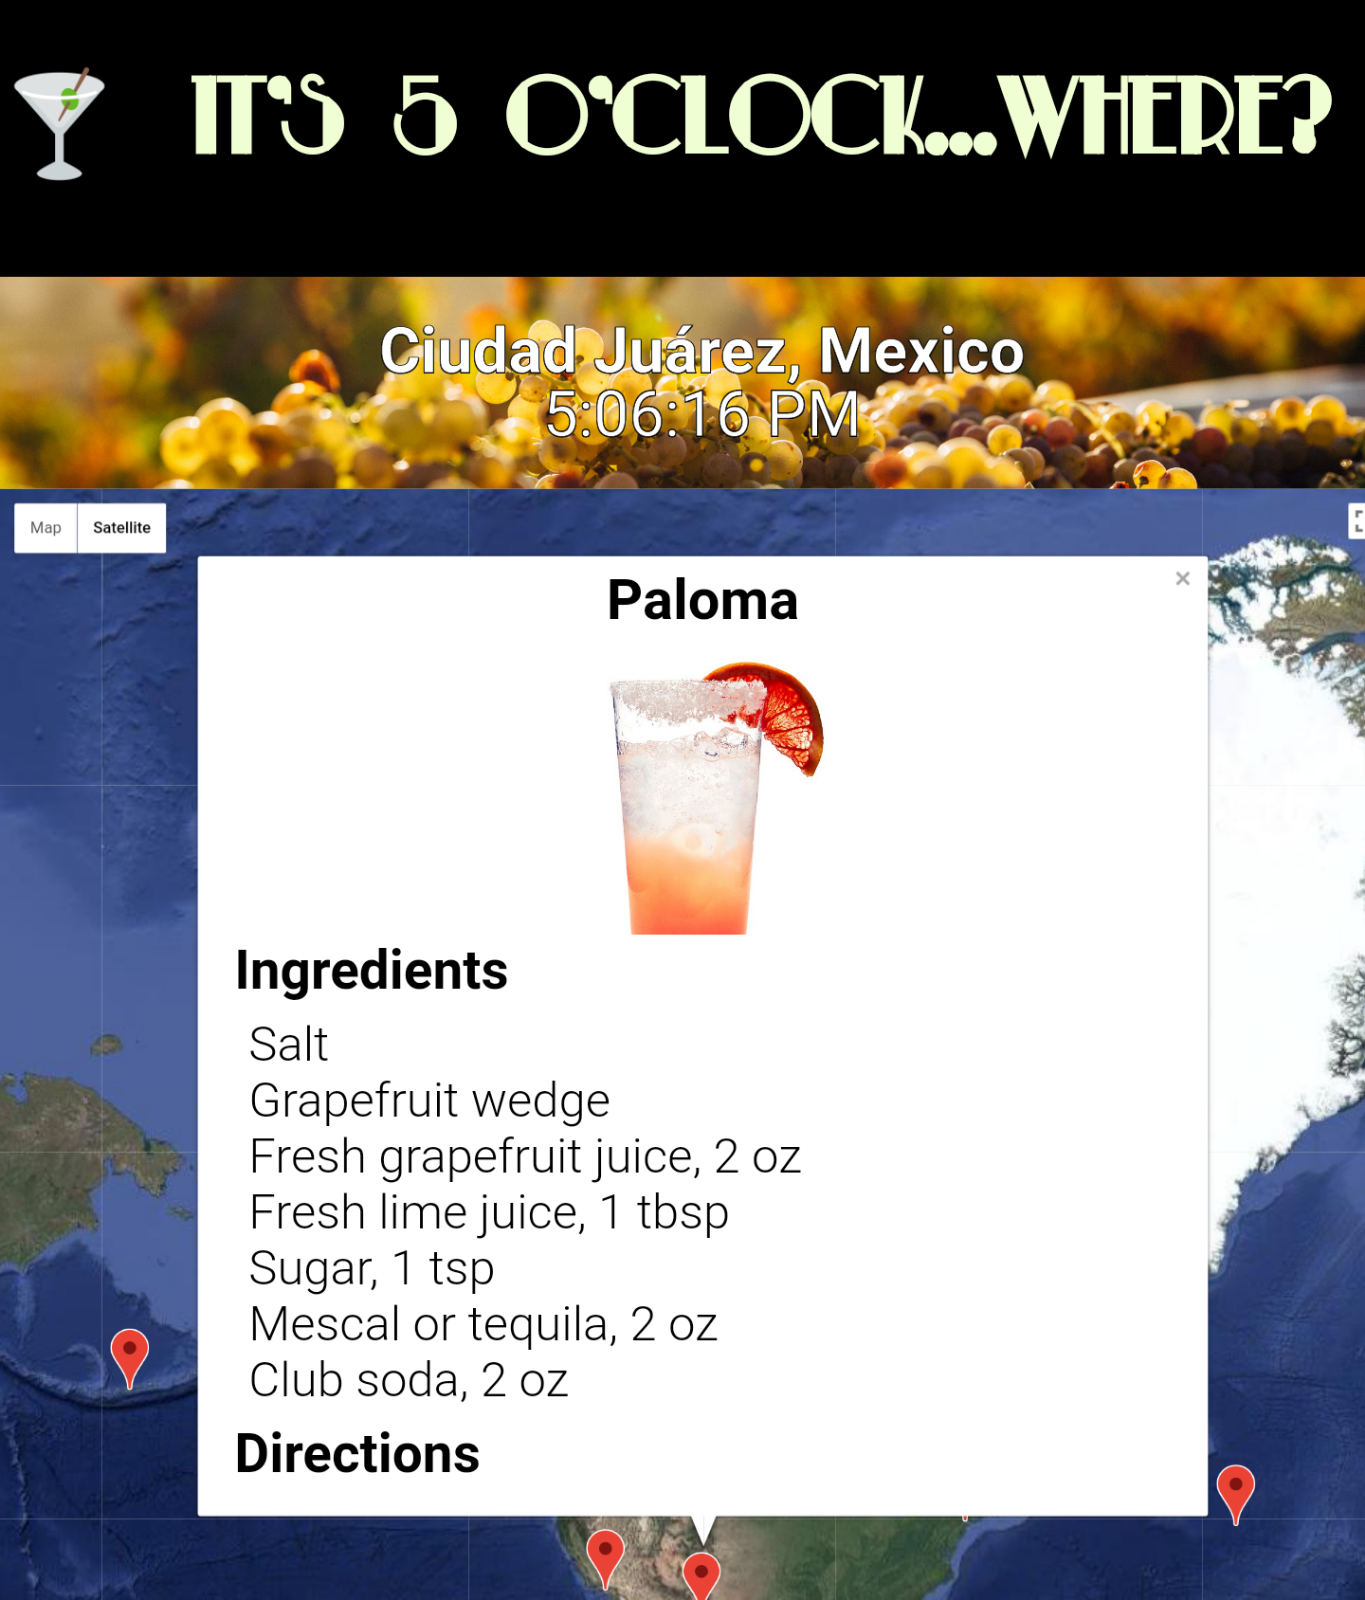 IT'S 5 O'CLOCK...WHERE?
Ciudad Juárez, Mexico
5:06:16 PM
Map Satellite
Paloma
Ingredients
Salt
Grapefruit wedge
Fresh grapefruit juice, 2 oz
Fresh lime juice, 1 tbsp
Sugar, 1 tsp
Mescal or tequila, 2 oz
Club soda, 2 oz
Directions